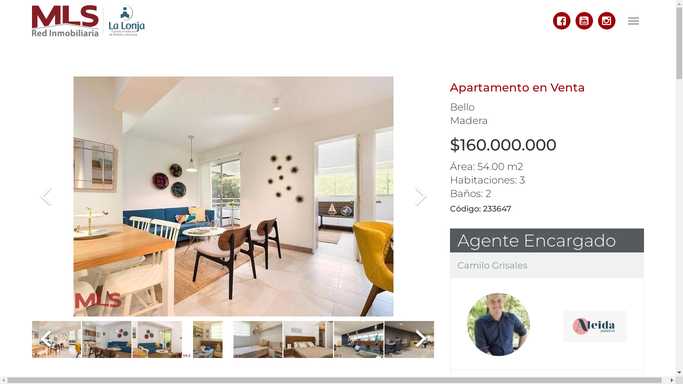 MLS
Red Inmobiliaria
La Lonja
Apartamento en Venta
Bello
Madera
$160.000.000
Área: 54.00 m2
Habitaciones: 3
Baños: 2
Código: 233647
Agente Encargado
Camilo Grisales
MLS
Aleida